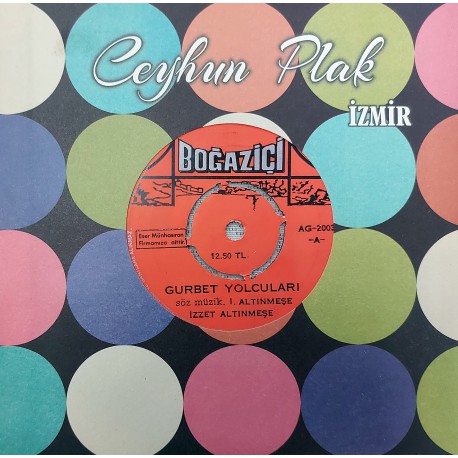 Ceyhun Plak
İZMİR
BOĞAZİÇİ
AG-2003
-A-
Eser Münhasıran
Firmamıza aittir.
12.50 TL.
GURBET YOLCULARI
söz müzik. İ. ALTINMEŞE
İZZET ALTINMEŞE